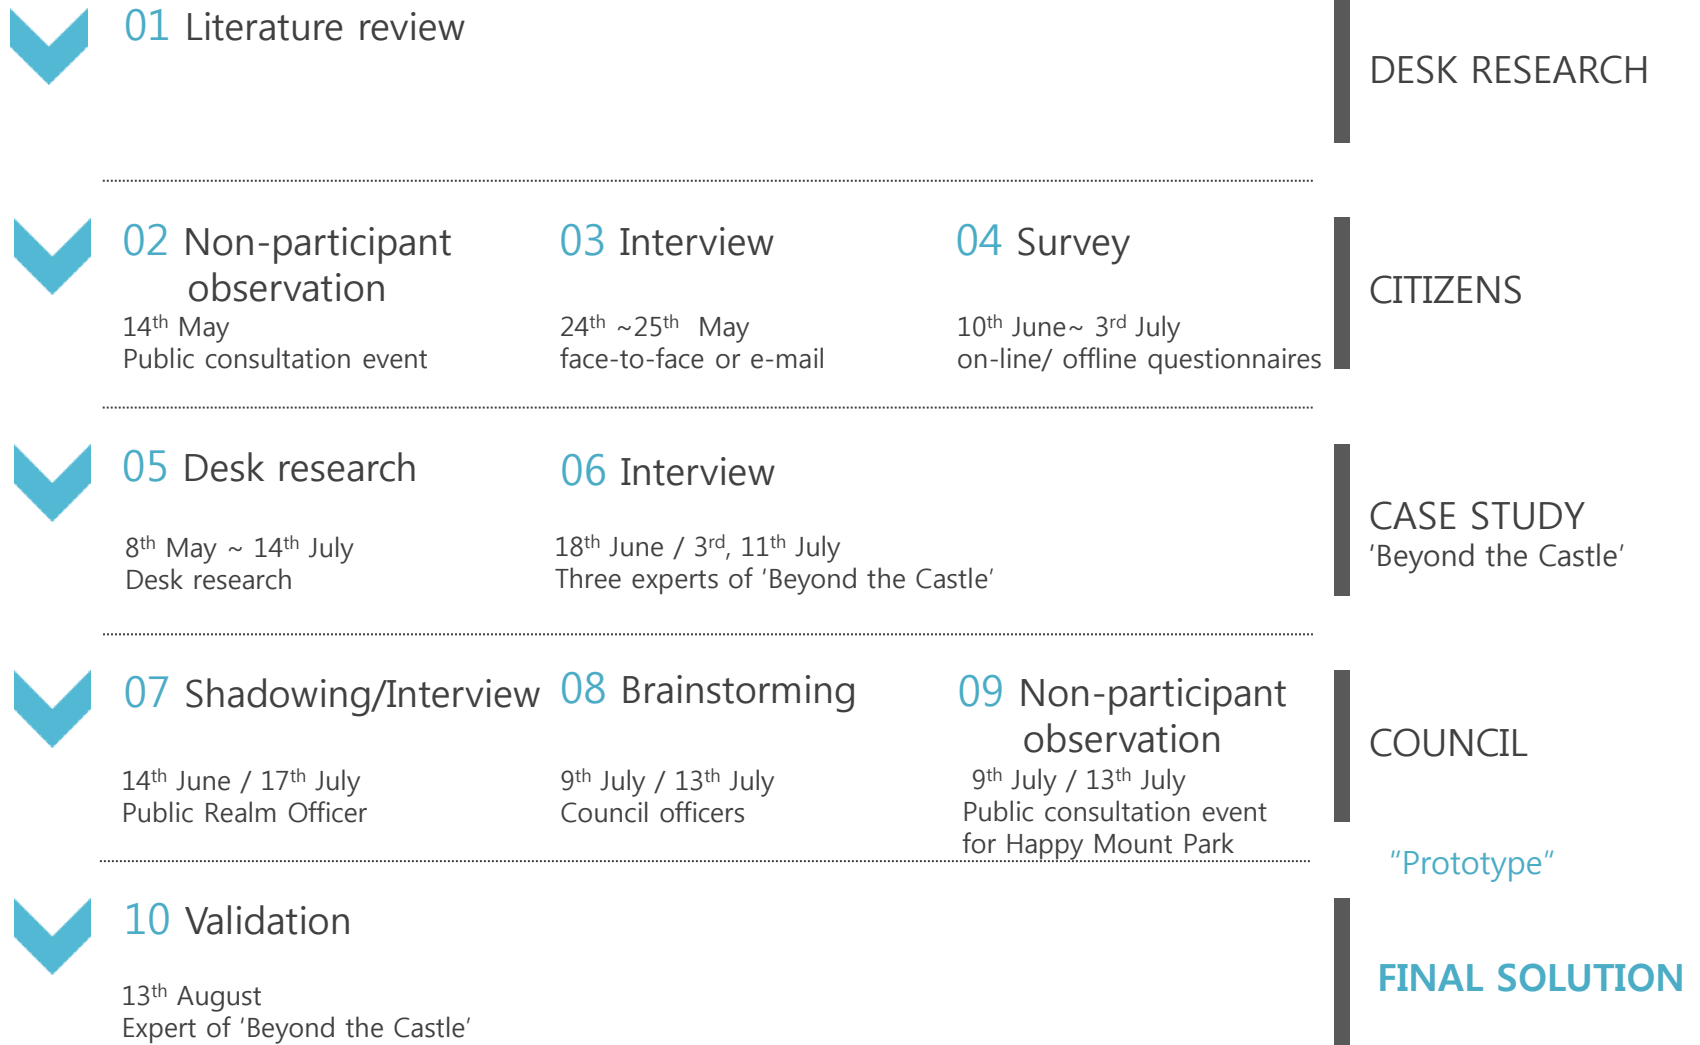 01 Literature review
DESK RESEARCH
02 Non-participant
observation
14th May
Public consultation event
03 Interview
24th ~25th  May
face-to-face or e-mail
04 Survey
10th June~ 3rd July
on-line/ offline questionnaires
CITIZENS
05 Desk research
8th May ~ 14th July
Desk research
06 Interview
18th June / 3rd, 11th July
Three experts of ‘Beyond the Castle’
CASE STUDY
‘Beyond the Castle’
07 Shadowing/Interview
14th June / 17th July
Public Realm Officer
08 Brainstorming
9th July / 13th July
Council officers
09 Non-participant
observation
9th July / 13th July
Public consultation event
for Happy Mount Park
COUNCIL
“Prototype“
10 Validation
13th August
Expert of ‘Beyond the Castle’
FINAL SOLUTION